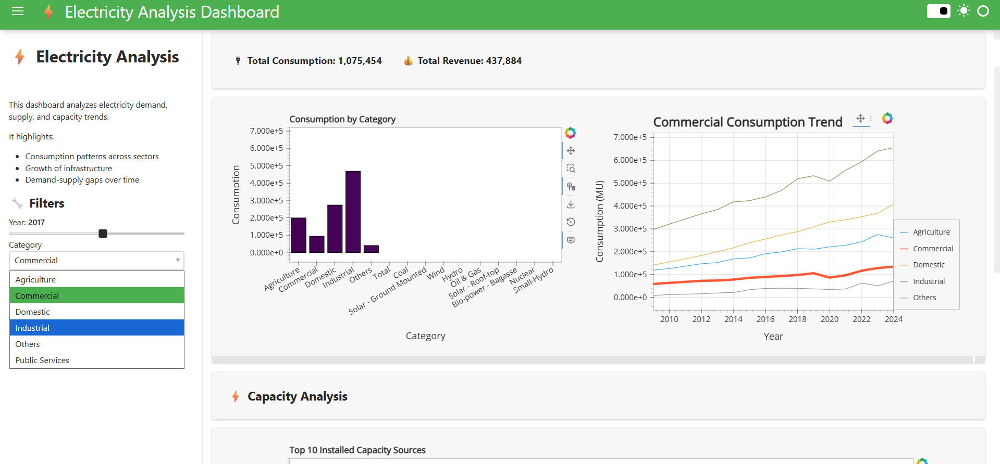 Electricity Analysis Dashboard
Electricity Analysis
This dashboard analyzes electricity demand,
supply, and capacity trends.
It highlights:
Consumption patterns across sectors
Growth of infrastructure
Demand-supply gaps over time
Filters
Year: 2017
Category
Commercial
Agriculture
Commercial
Domestic
Industrial
Others
Public Services
Total Consumption: 1,075,454
Total Revenue: 437,884
Consumption by Category
Consumption
7.000e+5
6.000e+5
5.000e+5
4.000e+5
3.000e+5
2.000e+5
1.000e+5
0.000e+0
Agriculture
Commercial
Domestic
Industrial
Others
Total
Coal
Solar - Ground Mounted
Wind
Hydro
Oil & Gas
Solar - Roof-top
Bio-power - Bagasse
Nuclear
Small-Hydro
Category
Commercial Consumption Trend
Consumption (MU)
7.000e+5
6.000e+5
5.000e+5
4.000e+5
3.000e+5
2.000e+5
1.000e+5
0.000e+0
2010 2012 2014 2016 2018 2020 2022 2024
Year
Agriculture
Commercial
Domestic
Industrial
Others
Capacity Analysis
Top 10 Installed Capacity Sources